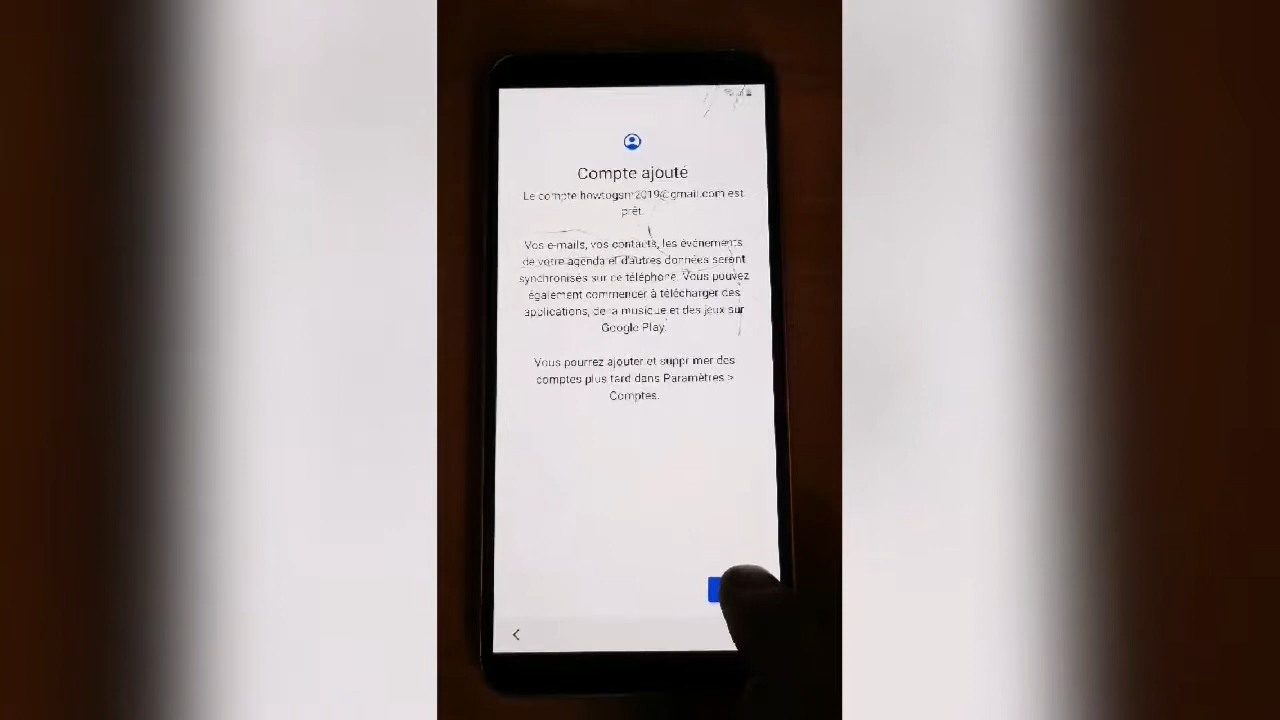 Compte ajouté
Le compte howtogsm2019@gmail.com est
prêt.
Vos e-mails, vos contacts, les événements
de votre agenda et d'autres données seront
synchronisés sur ce téléphone. Vous pouvez
également commencer à télécharger des
applications, de la musique et des jeux sur
Google Play.
Vous pourrez ajouter et supprimer des
comptes plus tard dans Paramètres >
Comptes.